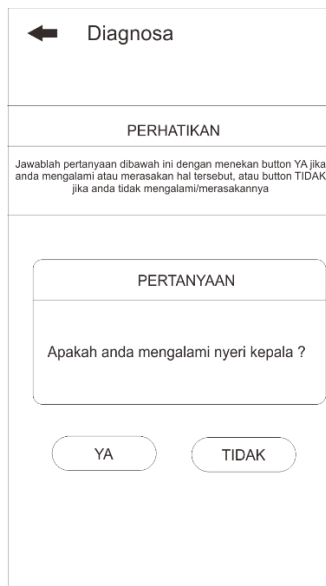 Diagnosa
PERHATIKAN
Jawablah pertanyaan dibawah ini dengan menekan button YA jika
anda mengalami atau merasakan hal tersebut, atau button TIDAK
jika anda tidak mengalami/merasakannya
PERTANYAAN
Apakah anda mengalami nyeri kepala ?
YA TIDAK